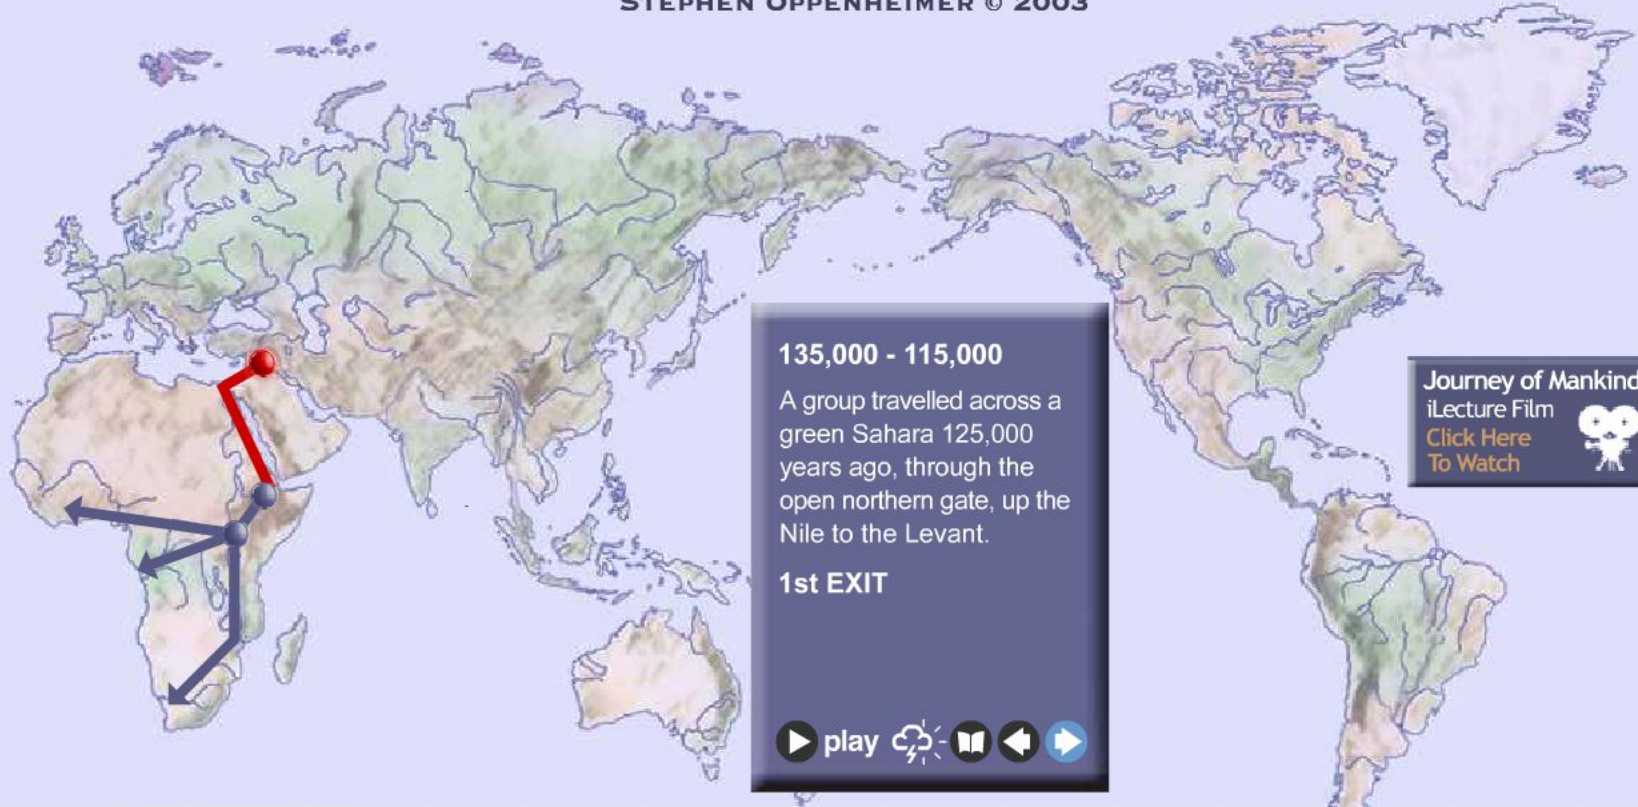 STEPHEN OPPENHEIMER © 2003
135,000 - 115,000
A group travelled across a
green Sahara 125,000
years ago, through the
open northern gate, up the
Nile to the Levant.
1st EXIT
play
Journey of Mankind
iLecture Film
Click Here
To Watch